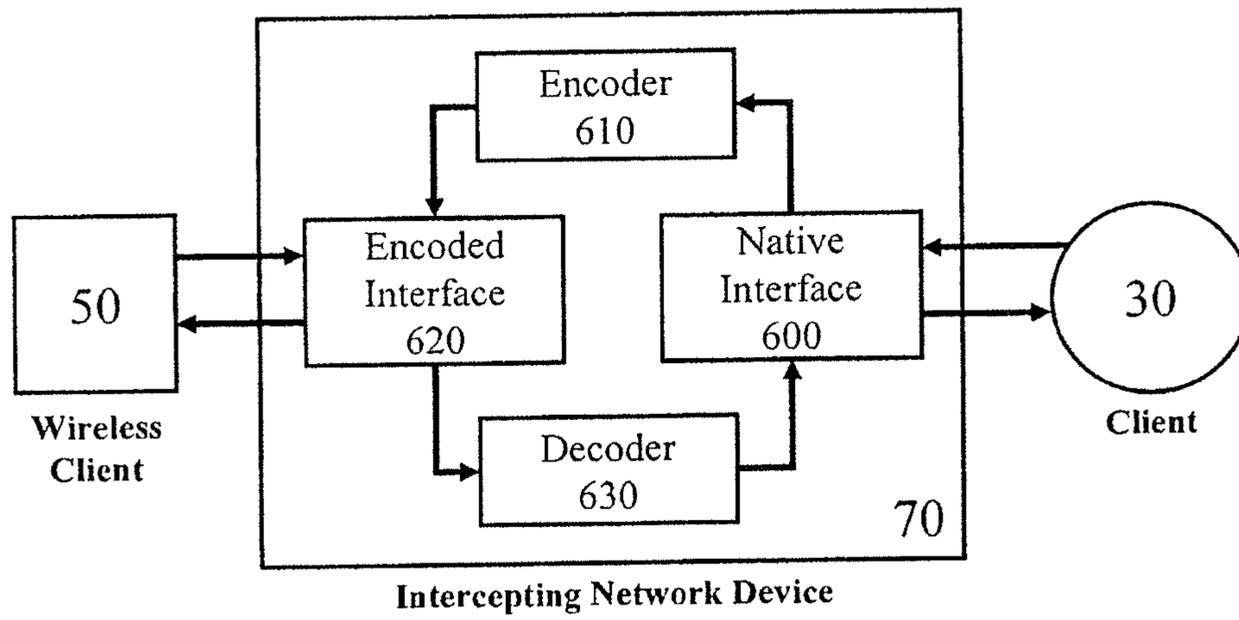 Encoder
610
Encoded
Interface
620
Native
Interface
600
50
30
Wireless
Client
Client
Decoder
630
70
Intercepting Network Device